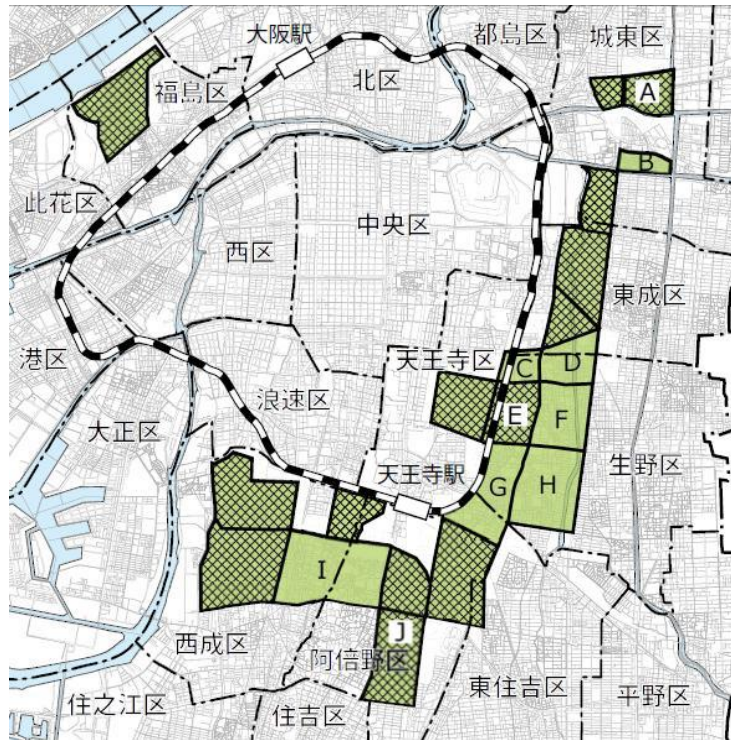 大阪駅
都島区
城東区
北区
福島区
A
B
此花区
中央区
西区
東成区
港区
天王寺区
C
D
浪速区
E
F
大正区
生野区
天王寺駅
G
H
I
西成区
J
阿倍野区
東住吉区
平野区
住之江区
住吉区